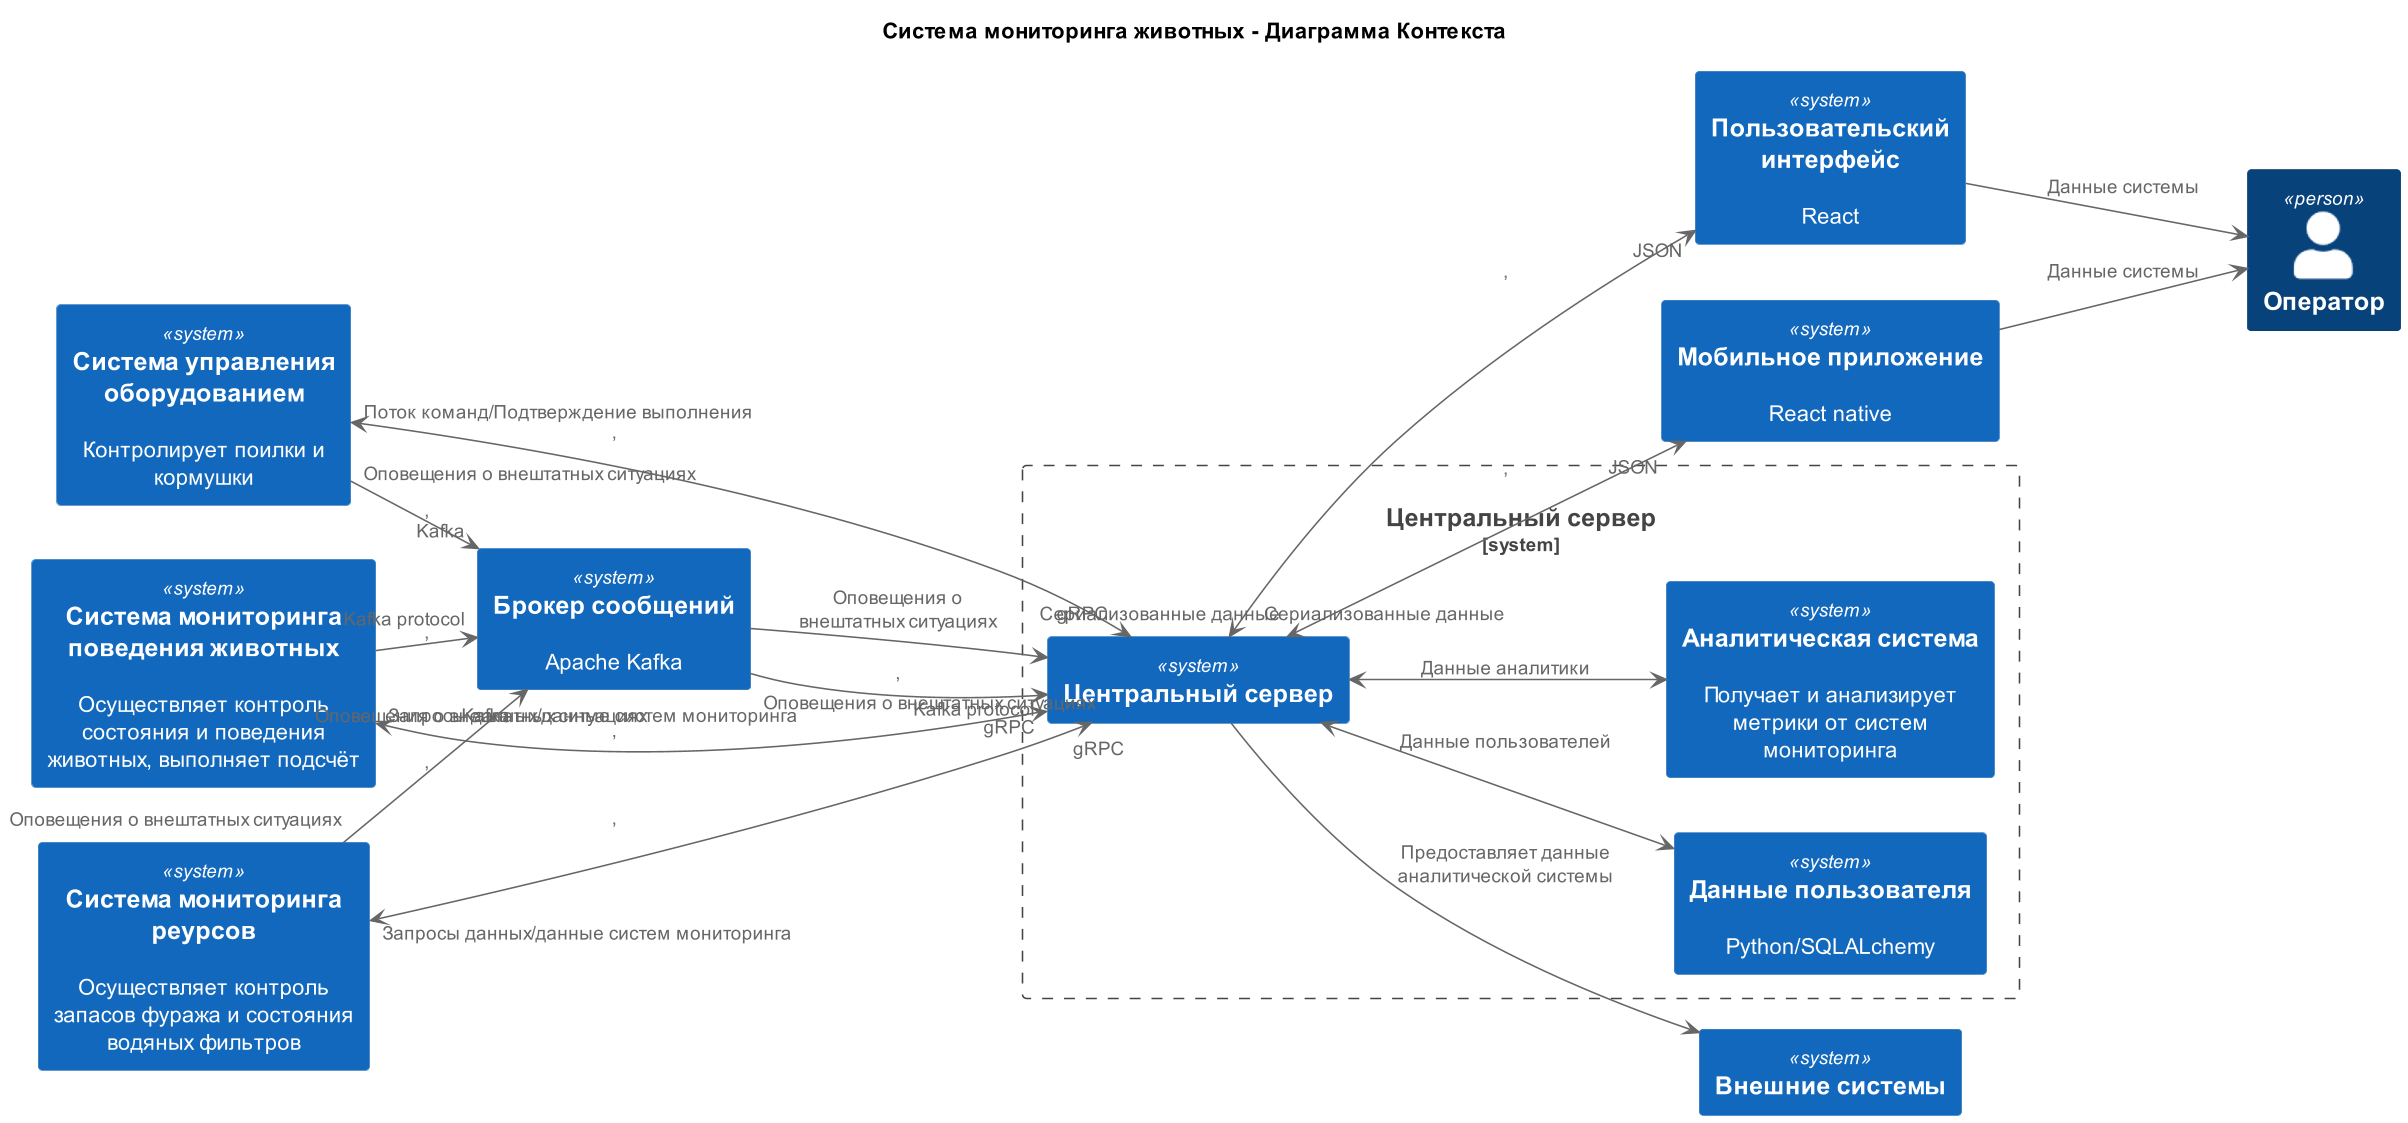 Система мониторинга животных - Диаграмма Контекста
«system»
Пользовательский
интерфейс
React
Данные системы
«person»
Оператор
JSON
,
«system»
Мобильное приложение
React native
Данные системы
JSON
,
«system»
Система управления
оборудованием
Контролирует поилки и
кормушки
Поток команд/Подтверждение выполнения
,
gRPC
Оповещения о внештатных ситуациях
,
Kafka
Центральный сервер
[system]
«system»
Система мониторинга
поведения животных
Осуществляет контроль
состояния и поведения
животных, выполняет подсчёт
Kafka protocol
,
Оповещения о внештатных ситуациях
Запросы данных/данные систем мониторинга
Kafka
,
gRPC
«system»
Брокер сообщений
Apache Kafka
Оповещения о
внештатных ситуациях
,
Оповещения о внештатных ситуациях
Kafka protocol
Сериализованные данные
Сериализованные данные
«system»
Центральный сервер
Данные аналитики
«system»
Аналитическая система
Получает и анализирует
метрики от систем
мониторинга
Данные пользователей
«system»
Данные пользователя
Python/SQLALchemy
Предоставляет данные
аналитической системы
«system»
Внешние системы
,
Оповещения о внештатных ситуациях
«system»
Система мониторинга
реурсов
Осуществляет контроль
запасов фуража и состояния
водяных фильтров
,
gRPC
Запросы данных/данные систем мониторинга